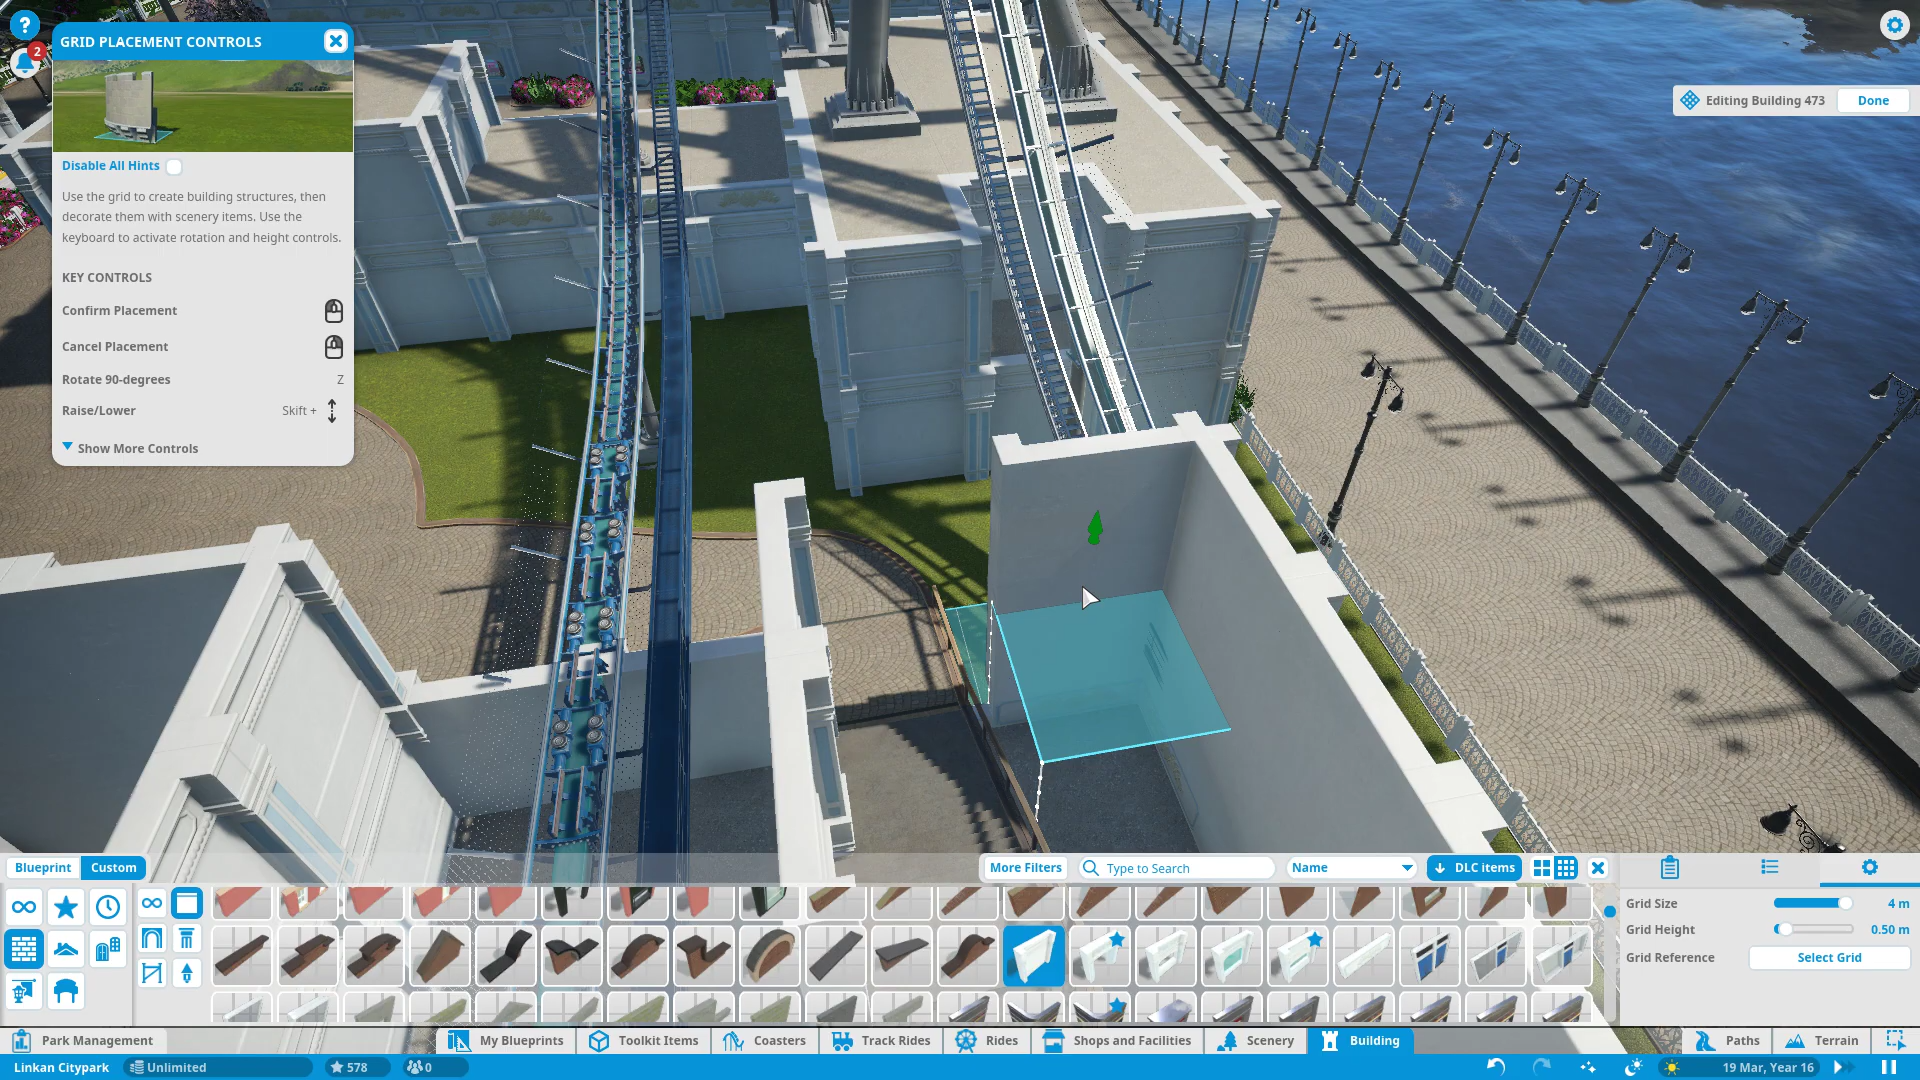 ?
2
GRID PLACEMENT CONTROLS
Disable All Hints
Use the grid to create building structures, then
decorate them with scenery items. Use the
keyboard to activate rotation and height controls.
KEY CONTROLS
Confirm Placement
Cancel Placement
Rotate 90-degrees Z
Raise/Lower Skift +
Show More Controls
Editing Building 473 Done
Blueprint Custom More Filters Type to Search Name DLC items
Grid Size 4 m
Grid Height 0.50 m
Grid Reference Select Grid
Park Management My Blueprints Toolkit Items Coasters Track Rides Rides Shops and Facilities Scenery Building Paths Terrain
Linkan Citypark Unlimited 578 0 19 Mar, Year 16